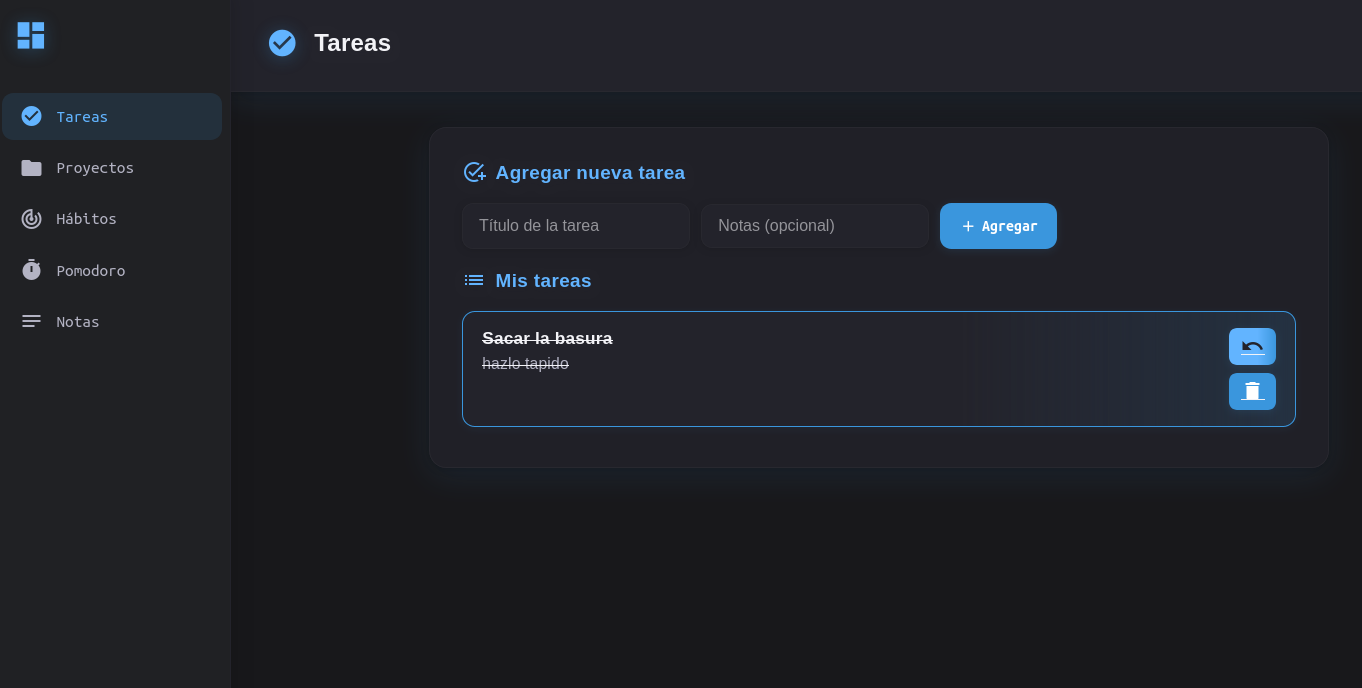 Tareas
Tareas
Proyectos
Hábitos
Pomodoro
Notas
Agregar nueva tarea
Título de la tarea
Notas (opcional)
Agregar
Mis tareas
Sacar la basura
hazlo tapido